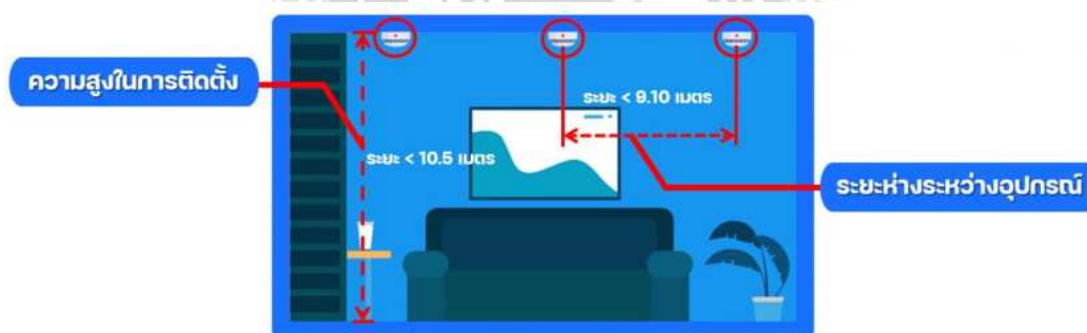 ความสูงในการติดตั้ง
ระยะ < 9.10 เมตร
ระยะ < 10.5 เมตร
ระยะห่างระหว่างอุปกรณ์